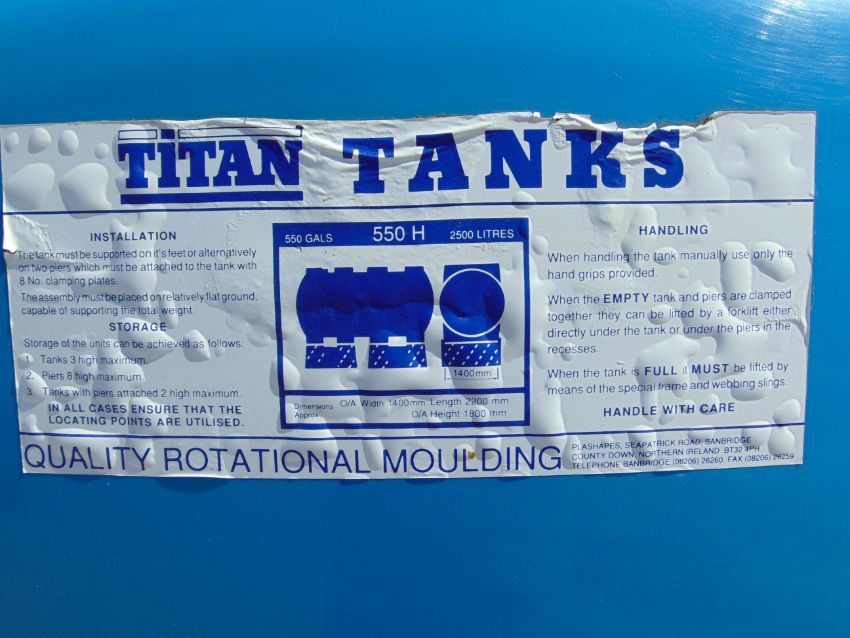 TiTAN TANKS
INSTALLATION
The tank must be supported on it's feet or alternatively
on two piers which must be attached to the tank with
8 No. clamping plates.
The assembly must be placed on relatively flat ground,
capable of supporting the total weight.
STORAGE
Storage of the units can be achieved as follows:
1. Tanks 3 high maximum.
2. Piers 8 high maximum.
3. Tanks with piers attached 2 high maximum.
IN ALL CASES ENSURE THAT THE
LOCATING POINTS ARE UTILISED.
550 GALS 550 H 2500 LITRES
1400mm
Dimensions Approx O/A Width 1400mm Length 2200 mm
O/A Height 1800 mm
HANDLING
When handling the tank manually use only the
hand grips provided.
When the EMPTY tank and piers are clamped
together they can be lifted by a forklift either
directly under the tank or under the piers in the
recesses.
When the tank is FULL it MUST be lifted by
means of the special frame and webbing slings.
HANDLE WITH CARE
QUALITY ROTATIONAL MOULDING
PLASHAPES, SEAPATRICK ROAD, BANBRIDGE
COUNTY DOWN, NORTHERN IRELAND BT32 4PH
TELEPHONE BANBRIDGE (08206) 26260 FAX (08206) 26259